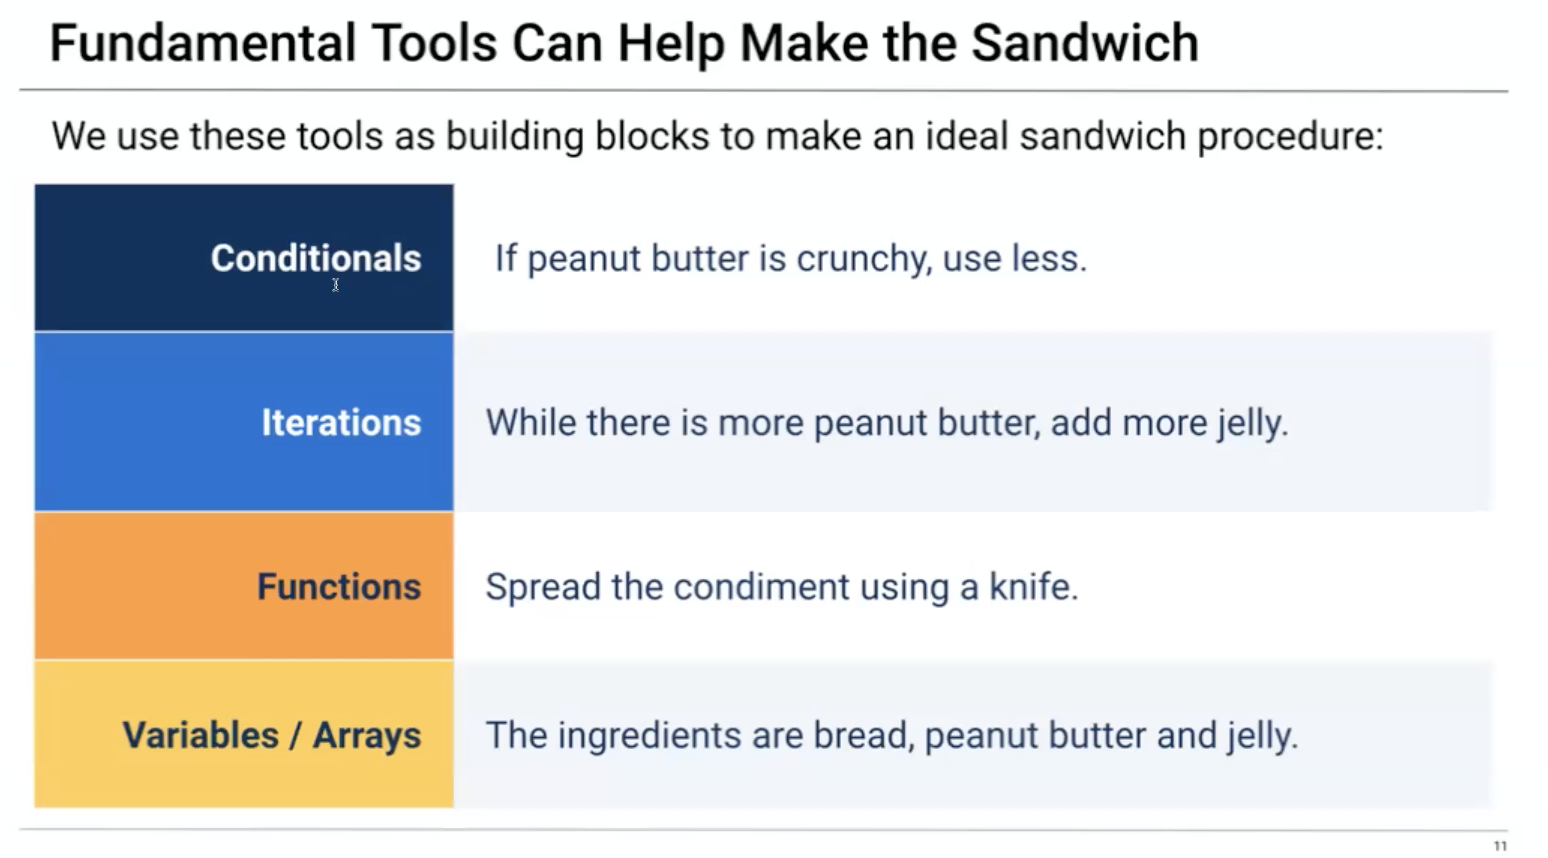 Fundamental Tools Can Help Make the Sandwich
We use these tools as building blocks to make an ideal sandwich procedure:
Conditionals
If peanut butter is crunchy, use less.
Iterations
While there is more peanut butter, add more jelly.
Functions
Spread the condiment using a knife.
Variables / Arrays
The ingredients are bread, peanut butter and jelly.
11